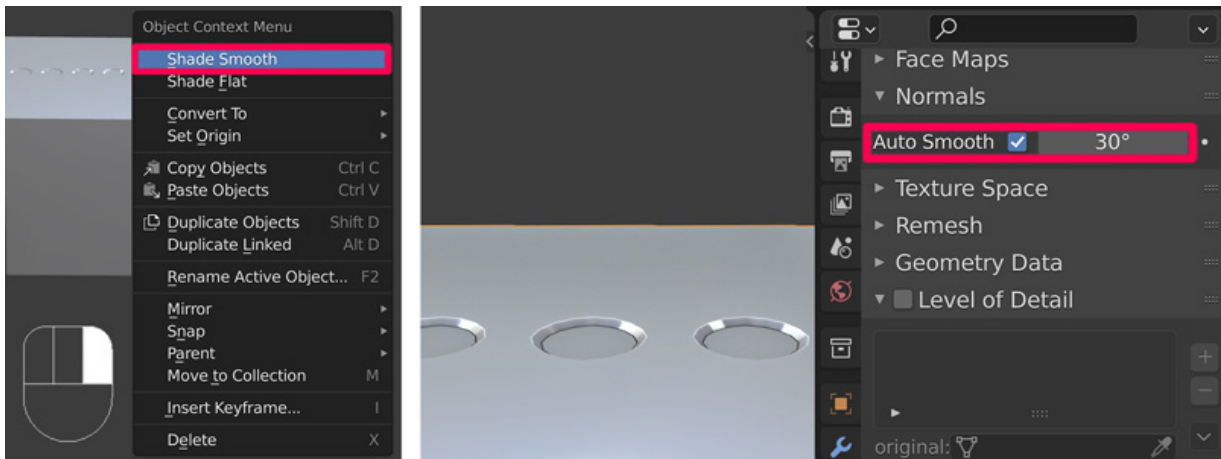 Object Context Menu
Shade Smooth
Shade Flat
Convert To
Set Origin
Copy Objects Ctrl C
Paste Objects Ctrl V
Duplicate Objects Shift D
Duplicate Linked Alt D
Rename Active Object... F2
Mirror
Snap
Parent
Move to Collection M
Insert Keyframe... I
Delete X
Face Maps
Normals
Auto Smooth 30°
Texture Space
Remesh
Geometry Data
Level of Detail
original: